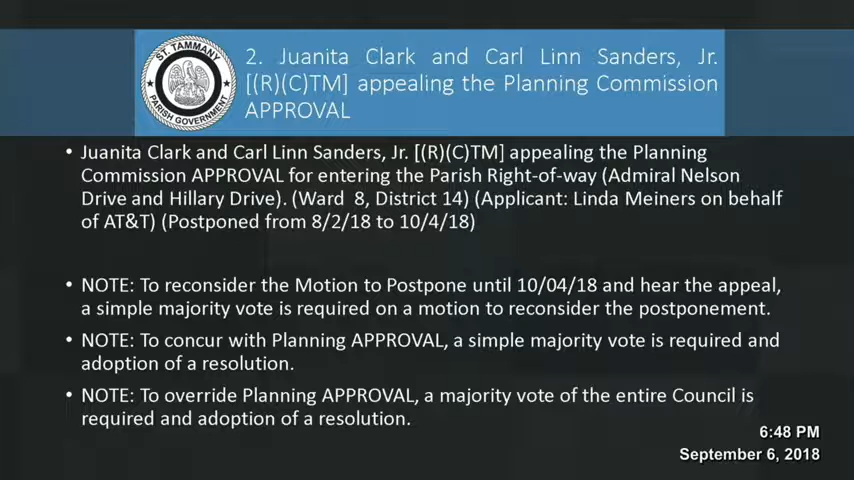 ST. TAMMANY
PARISH GOVERNMENT
2. Juanita Clark and Carl Linn Sanders, Jr.
[(R)(C)TM] appealing the Planning Commission
APPROVAL
• Juanita Clark and Carl Linn Sanders, Jr. [(R)(C)TM] appealing the Planning
Commission APPROVAL for entering the Parish Right-of-way (Admiral Nelson
Drive and Hillary Drive). (Ward 8, District 14) (Applicant: Linda Meiners on behalf
of AT&T) (Postponed from 8/2/18 to 10/4/18)
• NOTE: To reconsider the Motion to Postpone until 10/04/18 and hear the appeal,
a simple majority vote is required on a motion to reconsider the postponement.
• NOTE: To concur with Planning APPROVAL, a simple majority vote is required and
adoption of a resolution.
• NOTE: To override Planning APPROVAL, a majority vote of the entire Council is
required and adoption of a resolution.
6:48 PM
September 6, 2018